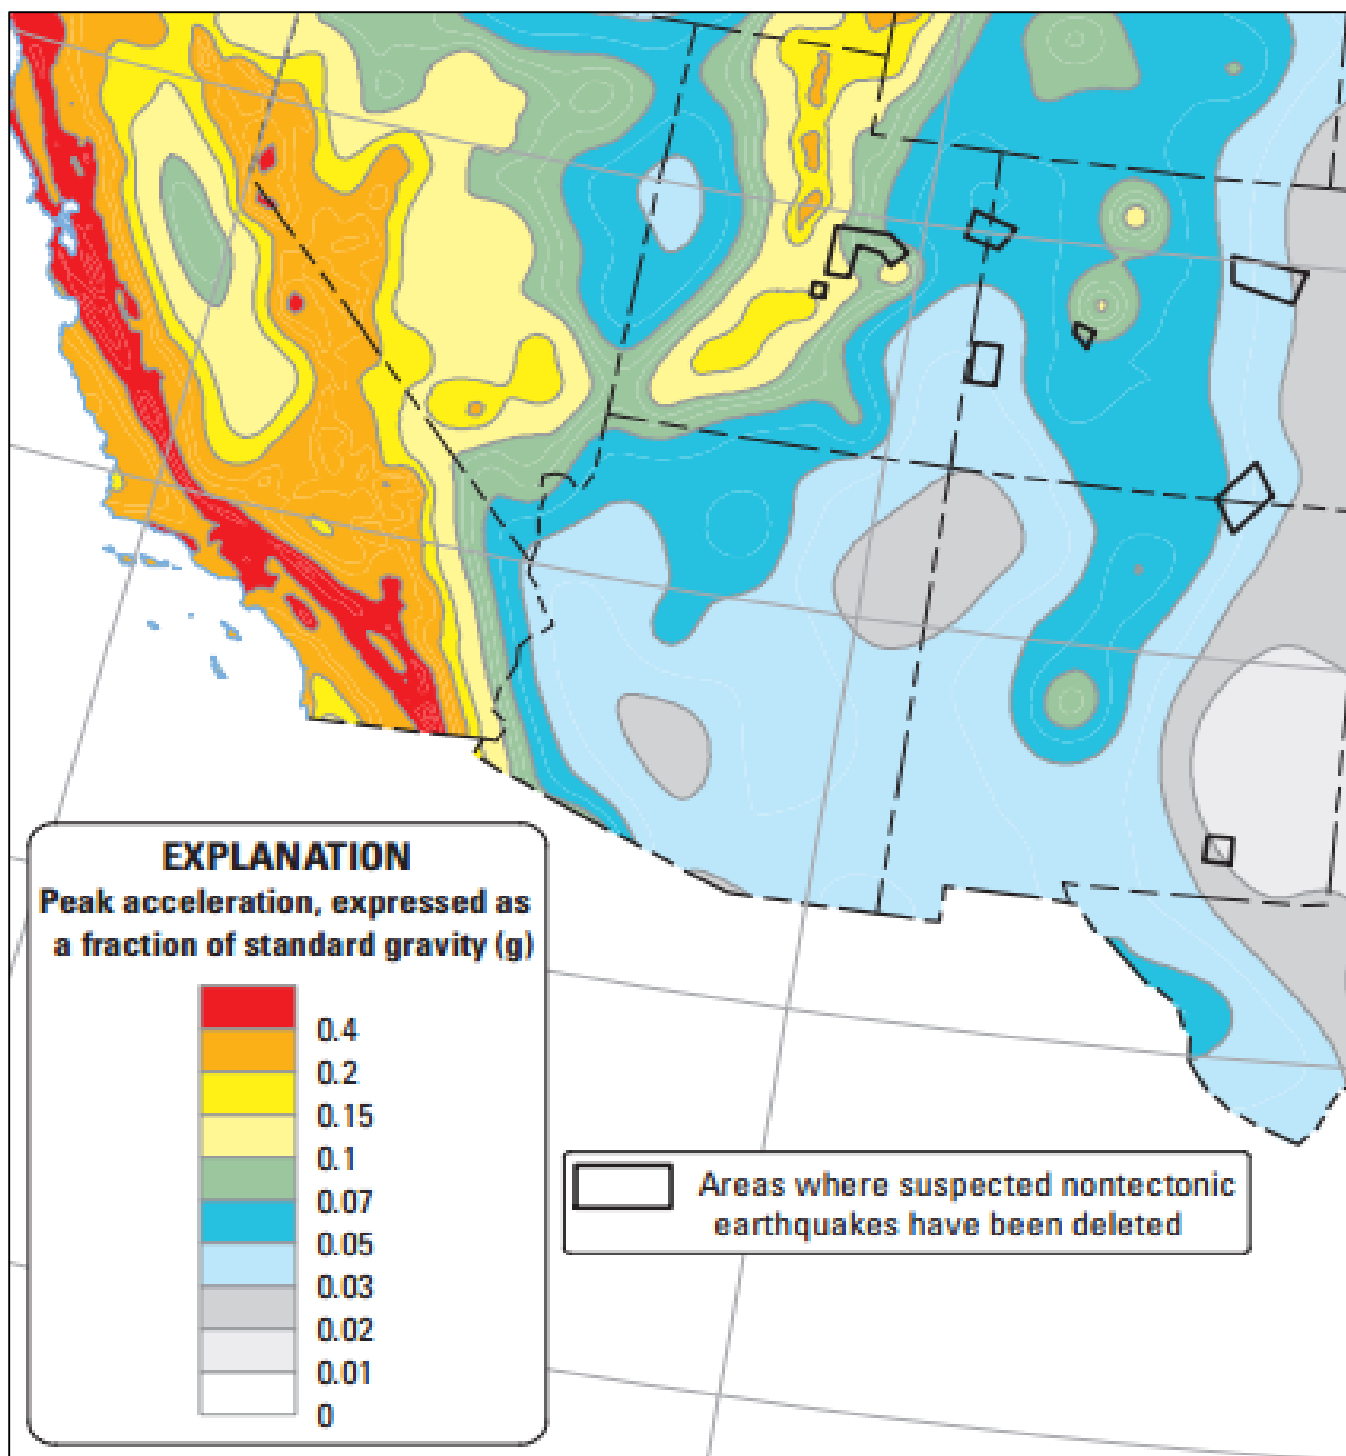 EXPLANATION
Peak acceleration, expressed as
a fraction of standard gravity (g)
0.4
0.2
0.15
0.1
0.07
0.05
0.03
0.02
0.01
0
Areas where suspected nontectonic
earthquakes have been deleted